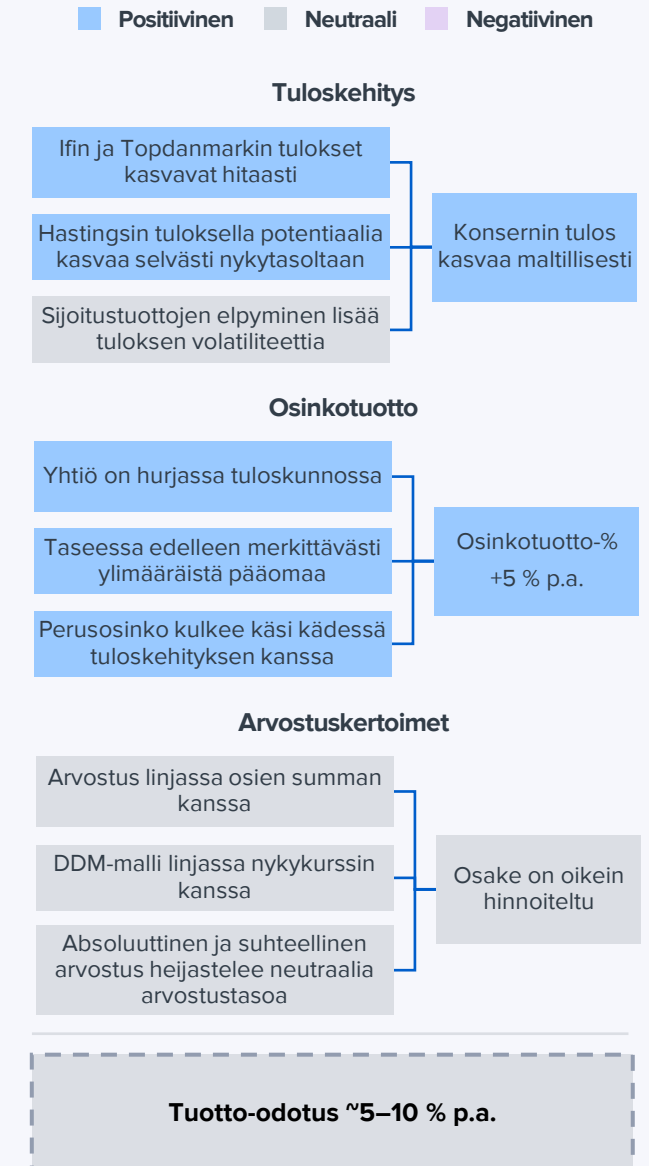 Positiivinen Neutraali Negatiivinen
Tuloskehitys
Ifin ja Topdanmarkin tulokset
kasvavat hitaasti
Hastingsin tuloksella potentiaalia
kasvaa selvästi nykytasoltaan
Sijoitustuottojen elpyminen lisää
tuloksen volatiliteettia
Konsernin tulos
kasvaa maltillisesti
Osinkotuotto
Yhtiö on hurjassa tuloskunnossa
Taseessa edelleen merkittävästi
ylimääräistä pääomaa
Perusosinko kulkee käsi kädessä
tuloskehityksen kanssa
Osinkotuotto-%
+5 % p.a.
Arvostuskertoimet
Arvostus linjassa osien summan
kanssa
DDM-malli linjassa nykykurssin
kanssa
Absoluuttinen ja suhteellinen
arvostus heijastelee neutraalia
arvostustasoa
Osake on oikein
hinnoiteltu
Tuotto-odotus ~5–10 % p.a.